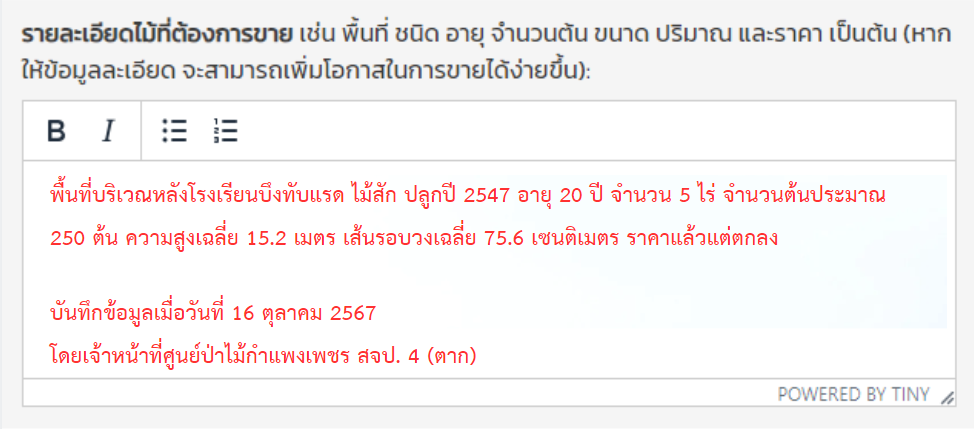 รายละเอียดไม้ที่ต้องการขาย เช่น พื้นที่ ชนิด อายุ จำนวนต้น ขนาด ปริมาณ และราคา เป็นต้น (หาก
ให้ข้อมูลละเอียด จะสามารถเพิ่มโอกาสในการขายได้ง่ายขึ้น):
B I
พื้นที่บริเวณหลังโรงเรียนบึงทับแรด ไม้สัก ปลูกปี 2547 อายุ 20 ปี จำนวน 5 ไร่ จำนวนต้นประมาณ
250 ต้น ความสูงเฉลี่ย 15.2 เมตร เส้นรอบวงเฉลี่ย 75.6 เซนติเมตร ราคาแล้วแต่ตกลง
บันทึกข้อมูลเมื่อวันที่ 16 ตุลาคม 2567
โดยเจ้าหน้าที่ศูนย์ป่าไม้กำแพงเพชร สจป. 4 (ตาก)
POWERED BY TINY